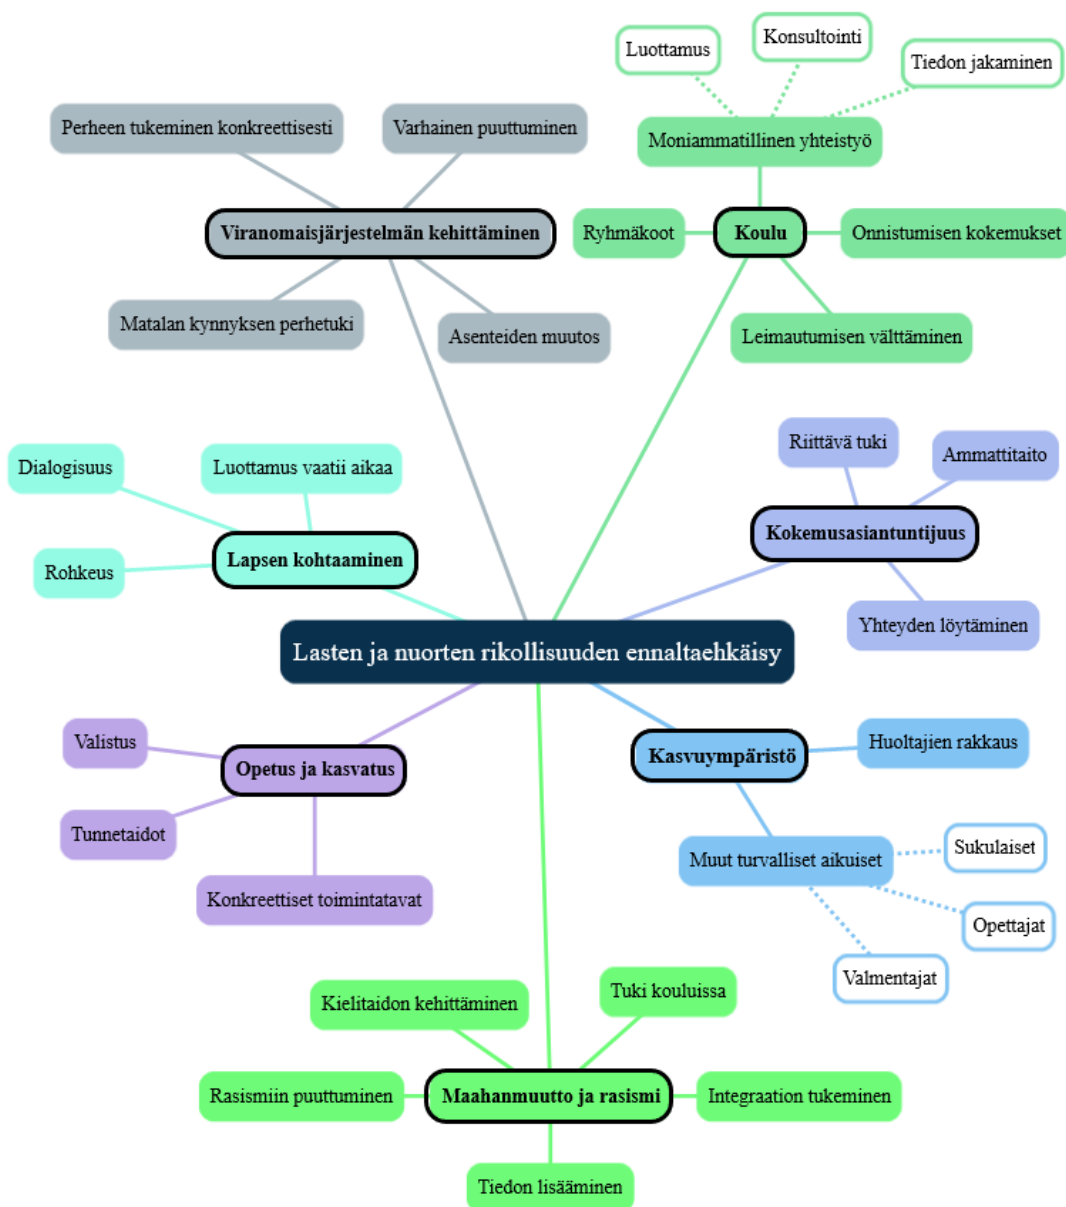 Luottamus
Konsultointi
Tiedon jakaminen
Perheen tukeminen konkreettisesti
Varhainen puuttuminen
Moniammatillinen yhteistyö
Viranomaisjärjestelmän kehittäminen
Ryhmäkoot
Koulu
Onnistumisen kokemukset
Matalan kynnyksen perhetuki
Asenteiden muutos
Leimautumisen välttäminen
Dialogisuus
Luottamus vaatii aikaa
Riittävä tuki
Ammattitaito
Rohkeus
Lapsen kohtaaminen
Kokemusasiantuntijuus
Yhteyden löytäminen
Lasten ja nuorten rikollisuuden ennaltaehkäisy
Valistus
Opetus ja kasvatus
Kasvuympäristö
Huoltajien rakkaus
Tunnetaidot
Muut turvalliset aikuiset
Sukulaiset
Konkreettiset toimintatavat
Opettajat
Valmentajat
Kielitaidon kehittäminen
Tuki kouluissa
Rasismiin puuttuminen
Maahanmuutto ja rasismi
Integraation tukeminen
Tiedon lisääminen